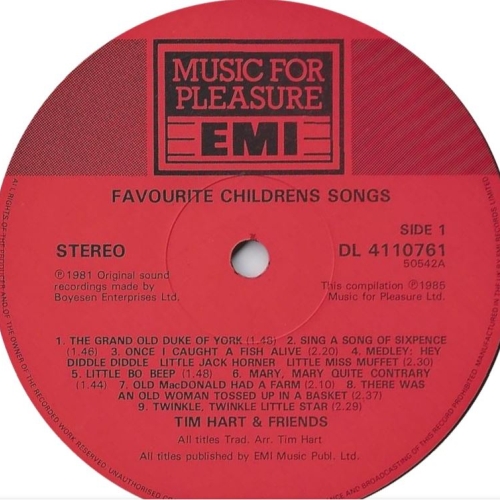 MUSIC FOR
PLEASURE
EMI
FAVOURITE CHILDRENS SONGS
SIDE 1
STEREO
DL 4110761
50542A
℗1981 Original sound
recordings made by
Boyesen Enterprises Ltd.
This compilation ℗1985
Music for Pleasure Ltd.
1. THE GRAND OLD DUKE OF YORK (1.48) 2. SING A SONG OF SIXPENCE
(1.46) 3. ONCE I CAUGHT A FISH ALIVE (2.20) 4. MEDLEY: HEY
DIDDLE DIDDLE LITTLE JACK HORNER LITTLE MISS MUFFET (2.30)
5. LITTLE BO BEEP (1.48) 6. MARY, MARY QUITE CONTRARY
(1.44) 7. OLD MacDONALD HAD A FARM (2.10) 8. THERE WAS
AN OLD WOMAN TOSSED UP IN A BASKET (2.37)
9. TWINKLE, TWINKLE LITTLE STAR (2.29)
TIM HART & FRIENDS
All titles Trad. Arr. Tim Hart
All titles published by EMI Music Publ. Ltd.